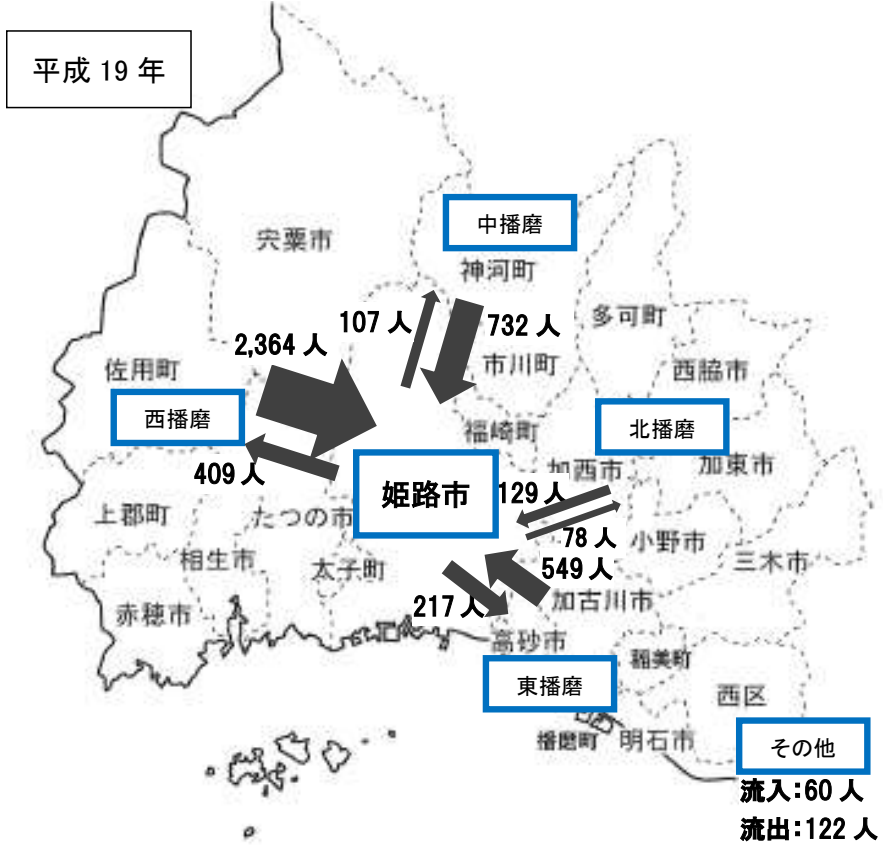 平成 19 年
中播磨
宍粟市
神河町
107 人
732 人
多可町
2,364 人
市川町
佐用町
西脇市
西播磨
福崎町
北播磨
409 人
加西市
加東市
姫路市
129 人
上郡町
たつの市
78 人
小野市
相生市
太子町
549 人
三木市
赤穂市
217 人
加古川市
高砂市
稲美町
東播磨
西区
播磨町
明石市
その他
流入:60 人
流出:122 人